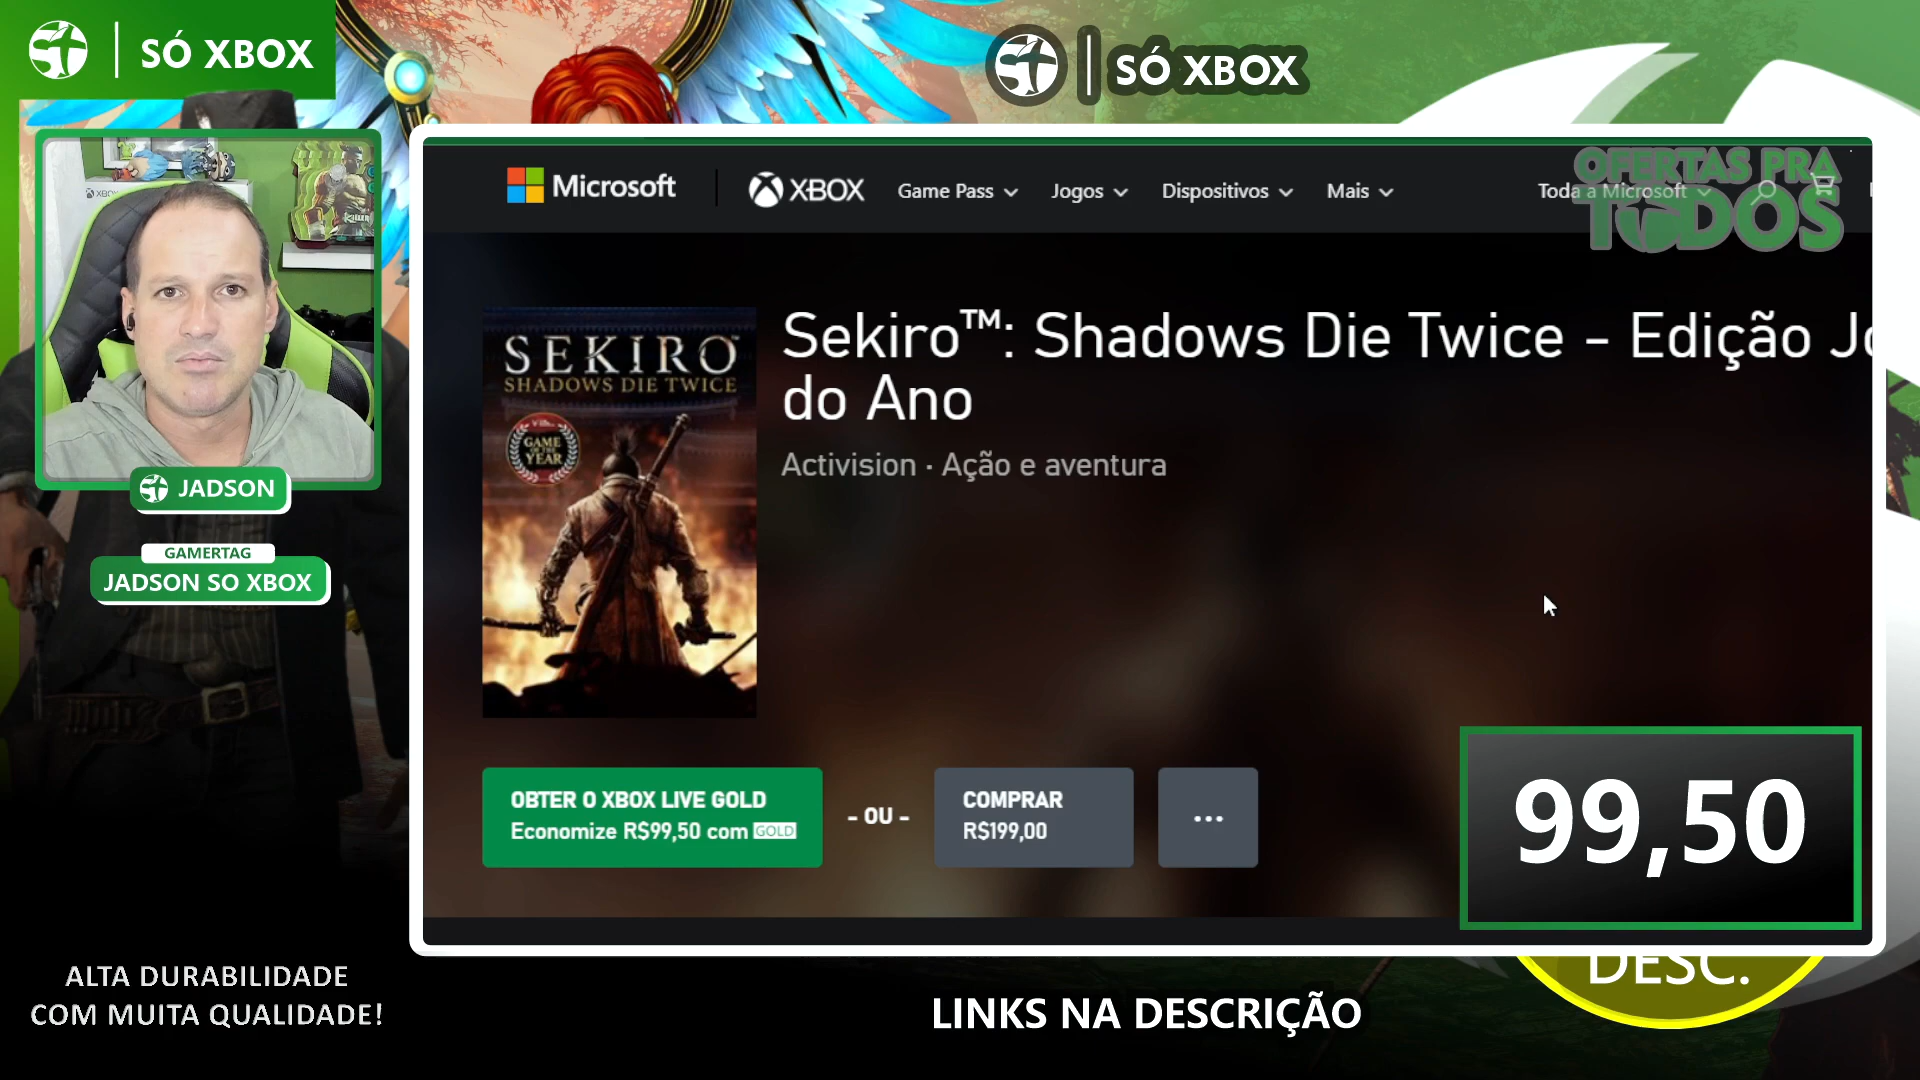 SÓ XBOX
SÓ XBOX
OFERTAS PRA
TODOS
Microsoft
XBOX
Game Pass
Jogos
Dispositivos
Mais
Toda a Microsoft
SEKIRO™
SHADOWS DIE TWICE
GAME
OF THE
YEAR
Sekiro™: Shadows Die Twice - Edição Jo
do Ano
Activision · Ação e aventura
JADSON
GAMERTAG
JADSON SO XBOX
OBTER O XBOX LIVE GOLD
Economize R$99,50 com GOLD
- OU -
COMPRAR
R$199,00
...
99,50
DESC.
ALTA DURABILIDADE
COM MUITA QUALIDADE!
LINKS NA DESCRIÇÃO